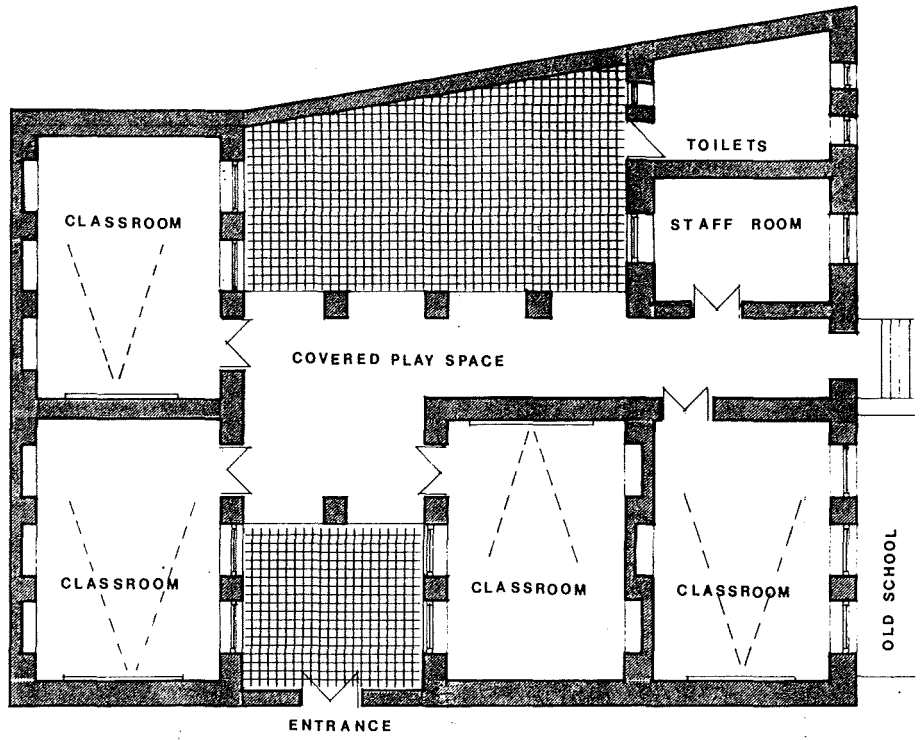 TOILETS
CLASSROOM
STAFF ROOM
COVERED PLAY SPACE
CLASSROOM
CLASSROOM
CLASSROOM
OLD SCHOOL
ENTRANCE